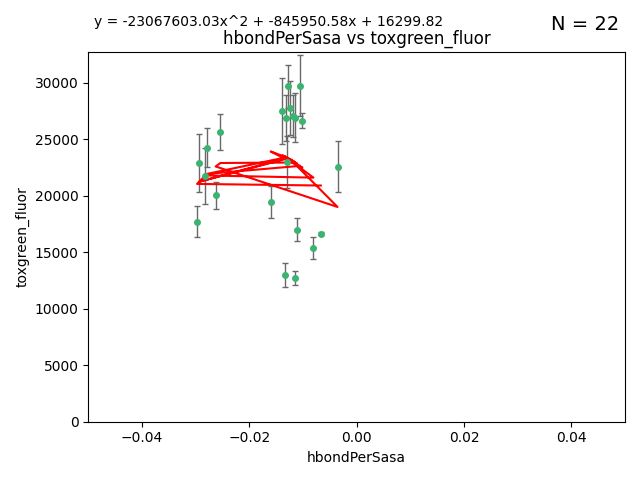 y = -23067603.03x^2 + -845950.58x + 16299.82
N = 22
hbondPerSasa vs toxgreen_fluor
30000
25000
20000
15000
10000
5000
0
toxgreen_fluor
−0.04
−0.02
0.00
0.02
0.04
hbondPerSasa